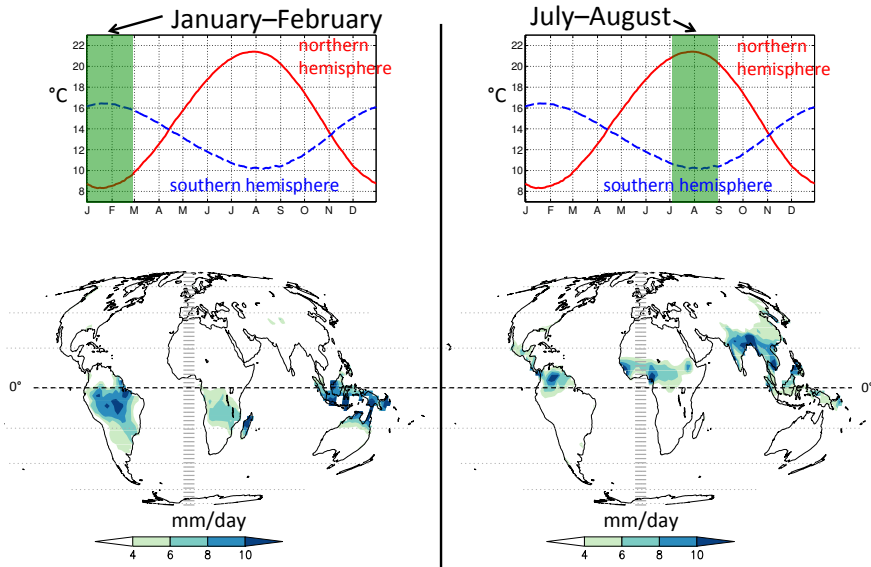 January–February
22
20
18
16
14
12
10
8
°C
northern
hemisphere
southern hemisphere
J F M A M J J A S O N D
0°
mm/day
4 6 8 10
July–August
22
20
18
16
14
12
10
8
°C
northern
hemisphere
southern hemisphere
J F M A M J J A S O N D
0°
mm/day
4 6 8 10